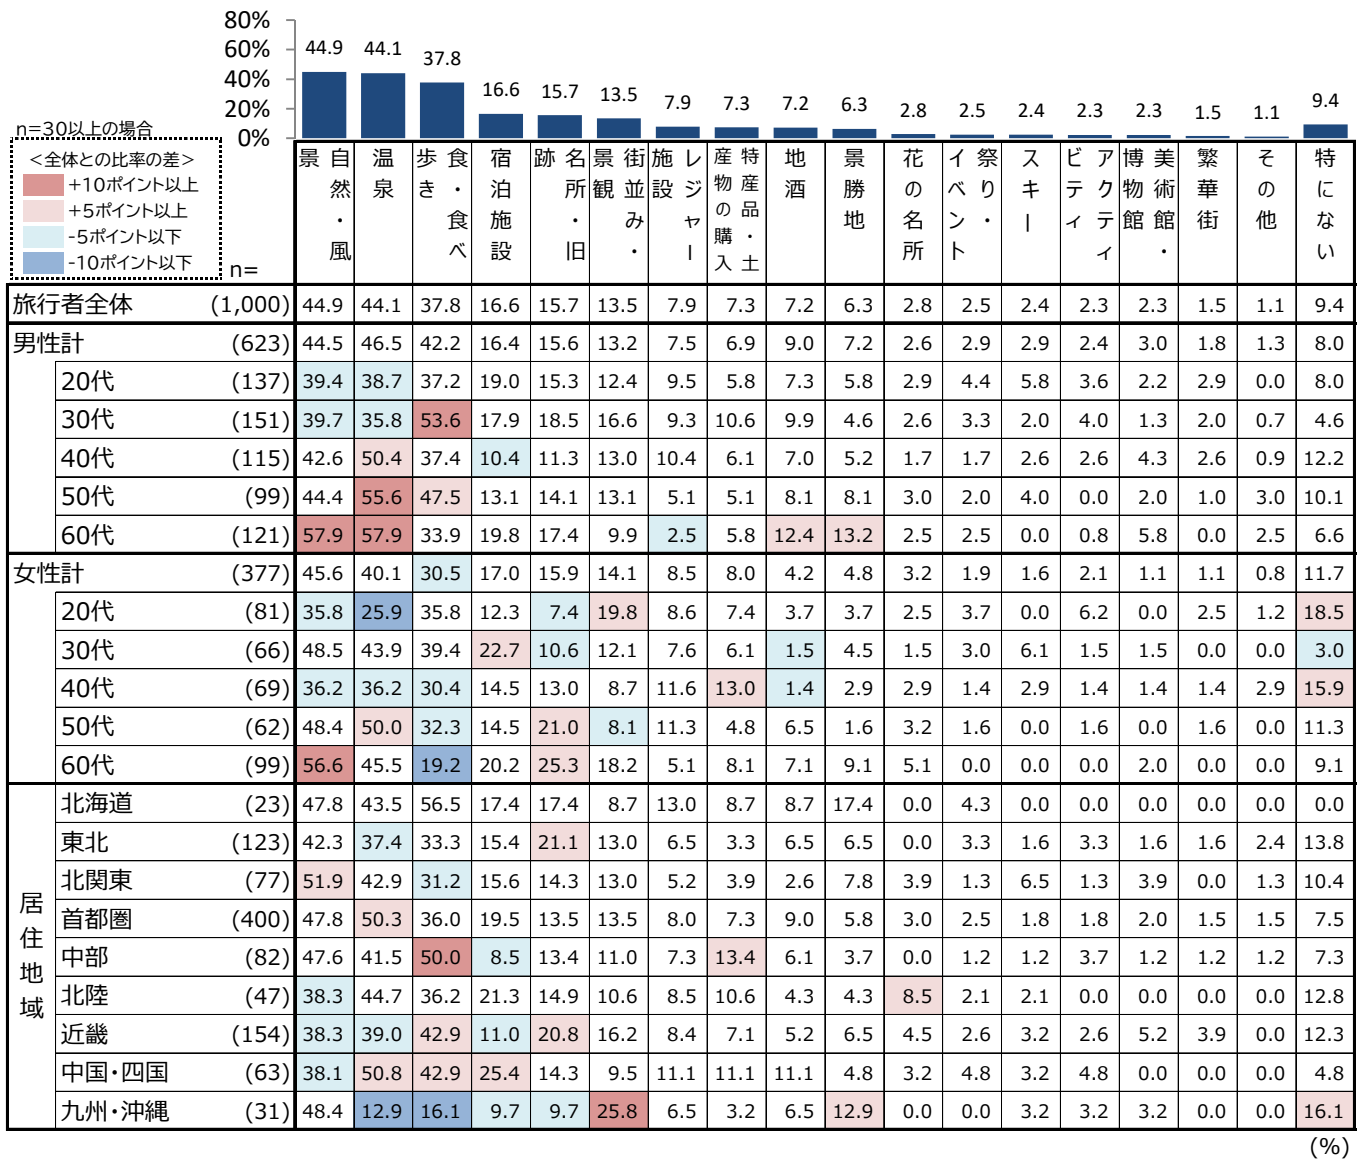 80%
60%
40%
20%
0%
44.9 44.1 37.8 16.6 15.7 13.5 7.9 7.3 7.2 6.3 2.8 2.5 2.4 2.3 2.3 1.5 1.1 9.4
n=30以上の場合
<全体との比率の差>
+10ポイント以上
+5ポイント以上
-5ポイント以下
-10ポイント以下
n=
自然・風景
温泉
食・食べ歩き
宿泊施設
名所・旧跡
街並み・景観
レジャー施設
特産品・土産物の購入
地酒
景勝地
花の名所
祭り・イベント
スキー
アクティビティ
美術館・博物館
繁華街
その他
特にない
旅行者全体 (1,000) 44.9 44.1 37.8 16.6 15.7 13.5 7.9 7.3 7.2 6.3 2.8 2.5 2.4 2.3 2.3 1.5 1.1 9.4
男性計 (623) 44.5 46.5 42.2 16.4 15.6 13.2 7.5 6.9 9.0 7.2 2.6 2.9 2.9 2.4 3.0 1.8 1.3 8.0
20代 (137) 39.4 38.7 37.2 19.0 15.3 12.4 9.5 5.8 7.3 5.8 2.9 4.4 5.8 3.6 2.2 2.9 0.0 8.0
30代 (151) 39.7 35.8 53.6 17.9 18.5 16.6 9.3 10.6 9.9 4.6 2.6 3.3 2.0 4.0 1.3 2.0 0.7 4.6
40代 (115) 42.6 50.4 37.4 10.4 11.3 13.0 10.4 6.1 7.0 5.2 1.7 1.7 2.6 2.6 4.3 2.6 0.9 12.2
50代 (99) 44.4 55.6 47.5 13.1 14.1 13.1 5.1 5.1 8.1 8.1 3.0 2.0 4.0 0.0 2.0 1.0 3.0 10.1
60代 (121) 57.9 57.9 33.9 19.8 17.4 9.9 2.5 5.8 12.4 13.2 2.5 2.5 0.0 0.8 5.8 0.0 2.5 6.6
女性計 (377) 45.6 40.1 30.5 17.0 15.9 14.1 8.5 8.0 4.2 4.8 3.2 1.9 1.6 2.1 1.1 1.1 0.8 11.7
20代 (81) 35.8 25.9 35.8 12.3 7.4 19.8 8.6 7.4 3.7 3.7 2.5 3.7 0.0 6.2 0.0 2.5 1.2 18.5
30代 (66) 48.5 43.9 39.4 22.7 10.6 12.1 7.6 6.1 1.5 4.5 1.5 3.0 6.1 1.5 1.5 0.0 0.0 3.0
40代 (69) 36.2 36.2 30.4 14.5 13.0 8.7 11.6 13.0 1.4 2.9 2.9 1.4 2.9 1.4 1.4 1.4 2.9 15.9
50代 (62) 48.4 50.0 32.3 14.5 21.0 8.1 11.3 4.8 6.5 1.6 3.2 1.6 0.0 1.6 0.0 1.6 0.0 11.3
60代 (99) 56.6 45.5 19.2 20.2 25.3 18.2 5.1 8.1 7.1 9.1 5.1 0.0 0.0 0.0 2.0 0.0 0.0 9.1
居住地域
北海道 (23) 47.8 43.5 56.5 17.4 17.4 8.7 13.0 8.7 8.7 17.4 0.0 4.3 0.0 0.0 0.0 0.0 0.0 0.0
東北 (123) 42.3 37.4 33.3 15.4 21.1 13.0 6.5 3.3 6.5 6.5 0.0 3.3 1.6 3.3 1.6 1.6 2.4 13.8
北関東 (77) 51.9 42.9 31.2 15.6 14.3 13.0 5.2 3.9 2.6 7.8 3.9 1.3 6.5 1.3 3.9 0.0 1.3 10.4
首都圏 (400) 47.8 50.3 36.0 19.5 13.5 13.5 8.0 7.3 9.0 5.8 3.0 2.5 1.8 1.8 2.0 1.5 1.5 7.5
中部 (82) 47.6 41.5 50.0 8.5 13.4 11.0 7.3 13.4 6.1 3.7 0.0 1.2 1.2 3.7 1.2 1.2 1.2 7.3
北陸 (47) 38.3 44.7 36.2 21.3 14.9 10.6 8.5 10.6 4.3 4.3 8.5 2.1 2.1 0.0 0.0 0.0 0.0 12.8
近畿 (154) 38.3 39.0 42.9 11.0 20.8 16.2 8.4 7.1 5.2 6.5 4.5 2.6 3.2 2.6 5.2 3.9 0.0 12.3
中国・四国 (63) 38.1 50.8 42.9 25.4 14.3 9.5 11.1 11.1 11.1 4.8 3.2 4.8 3.2 4.8 0.0 0.0 0.0 4.8
九州・沖縄 (31) 48.4 12.9 16.1 9.7 9.7 25.8 6.5 3.2 6.5 12.9 0.0 0.0 3.2 3.2 3.2 0.0 0.0 16.1
(%)